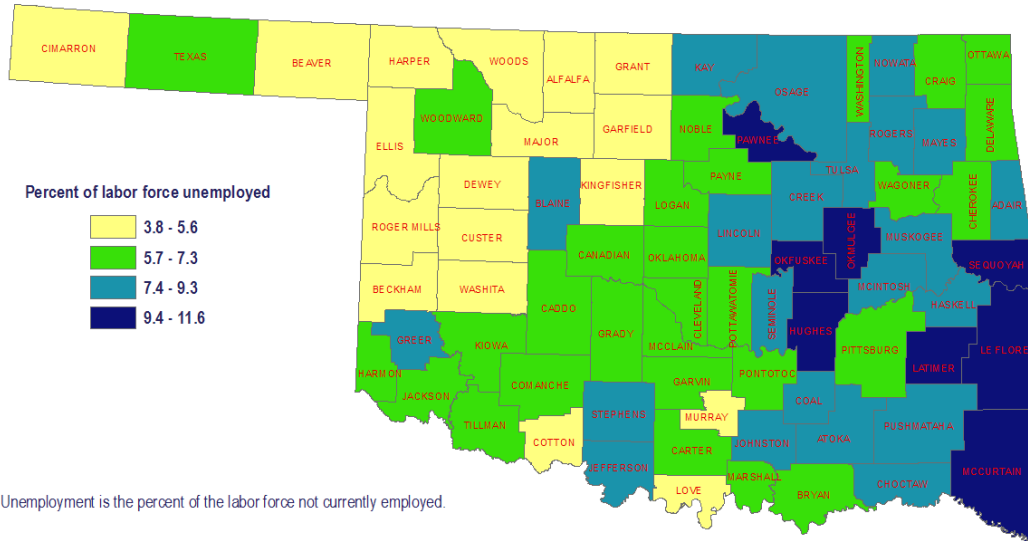 CIMARRON
TEXAS
BEAVER
HARPER
WOODS
ALFALFA
GRANT
KAY
OSAGE
WASHINGTON
NOWATA
CRAIG
OTTAWA
WOODWARD
ELLIS
MAJOR
GARFIELD
NOBLE
PAWNEE
ROGERS
MAYES
DELAWARE
DEWEY
BLAINE
KINGFISHER
LOGAN
PAYNE
CREEK
TULSA
WAGONER
CHEROKEE
ADAIR
ROGER MILLS
CUSTER
CANADIAN
OKLAHOMA
LINCOLN
OKFUSKEE
OKMULGEE
MUSKOGEE
SEQUOYAH
BECKHAM
WASHITA
CADDO
GRADY
MCCLAIN
CLEVELAND
POTTAWATOMIE
SEMINOLE
HUGHES
MCINTOSH
HASKELL
GREER
KIOWA
HARMON
JACKSON
COMANCHE
GARVIN
PONTOTOC
PITTSBURG
LATIMER
LE FLORE
TILLMAN
COTTON
STEPHENS
MURRAY
COAL
JOHNSTON
ATOKA
PUSHMATAHA
JEFFERSON
CARTER
LOVE
MARSHALL
BRYAN
CHOCTAW
MCCURTAIN
Percent of labor force unemployed
3.8 - 5.6
5.7 - 7.3
7.4 - 9.3
9.4 - 11.6
Unemployment is the percent of the labor force not currently employed.